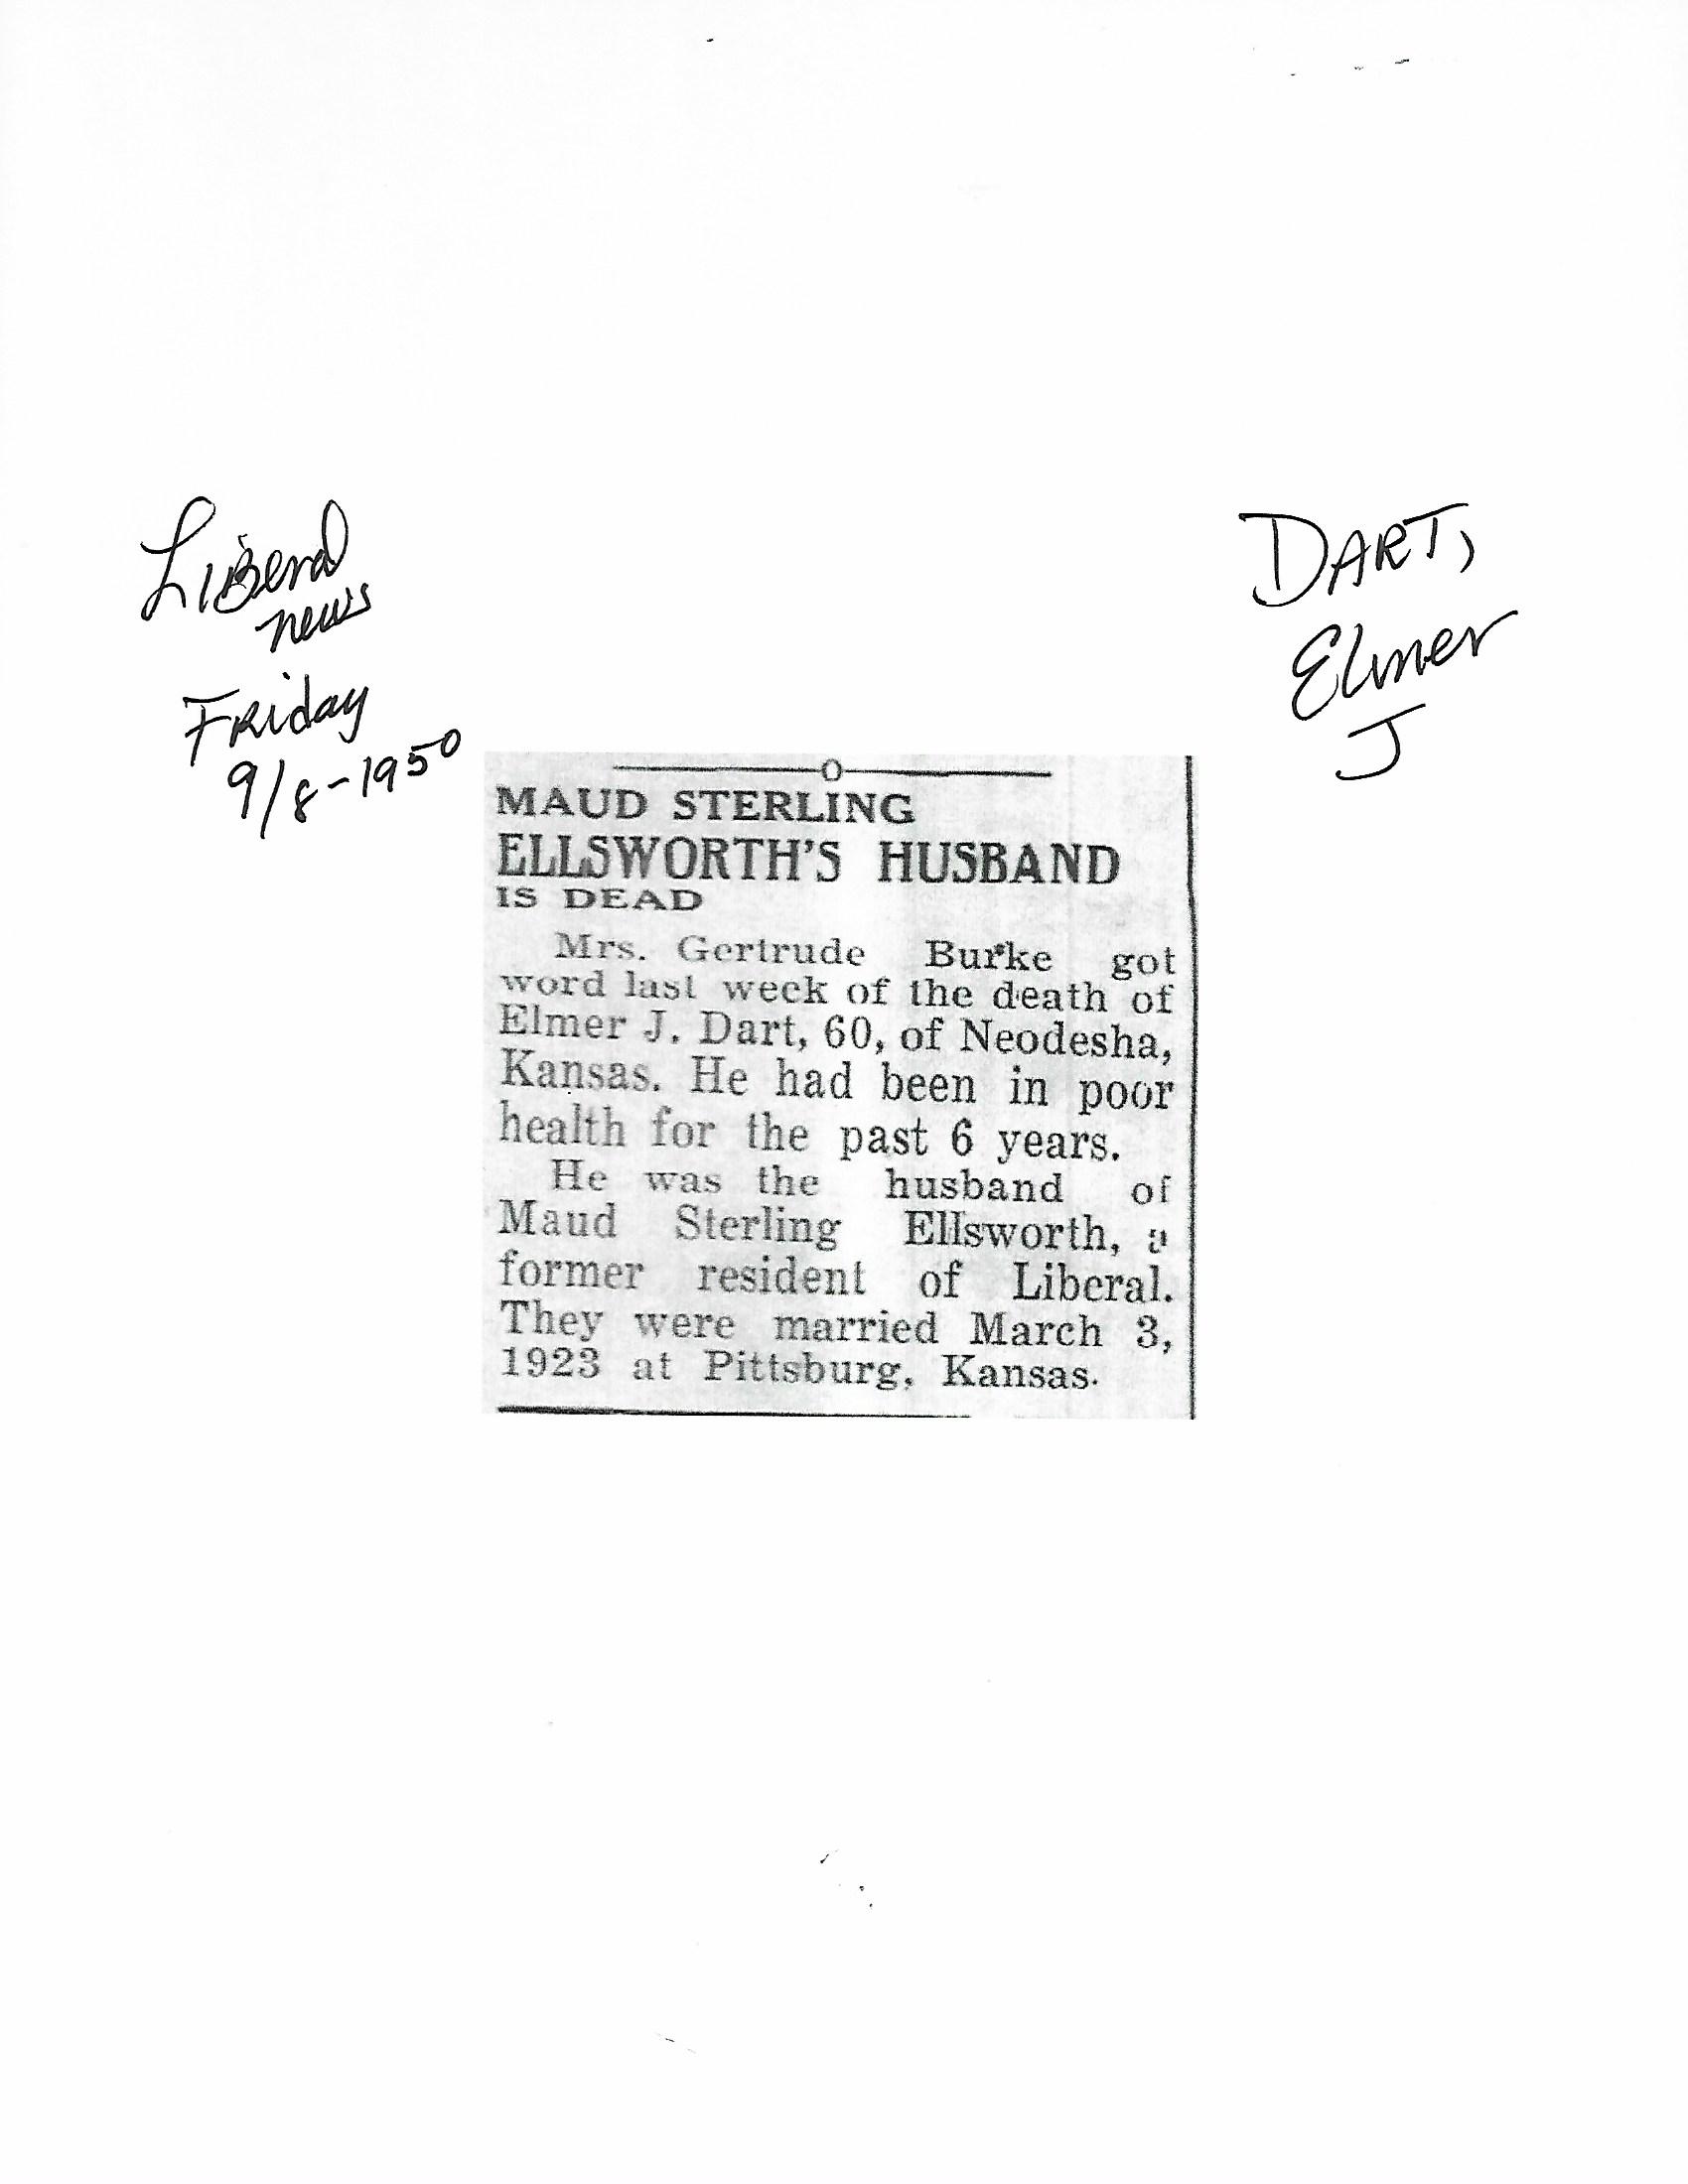 Liberal
news
Friday
9/8-1950
DART,
Elmer
J
MAUD STERLING
ELLSWORTH'S HUSBAND
IS DEAD
Mrs. Gertrude Burke got
word last week of the death of
Elmer J. Dart, 60, of Neodesha,
Kansas. He had been in poor
health for the past 6 years.
He was the husband of
Maud Sterling Ellsworth, a
former resident of Liberal.
They were married March 3,
1923 at Pittsburg, Kansas.